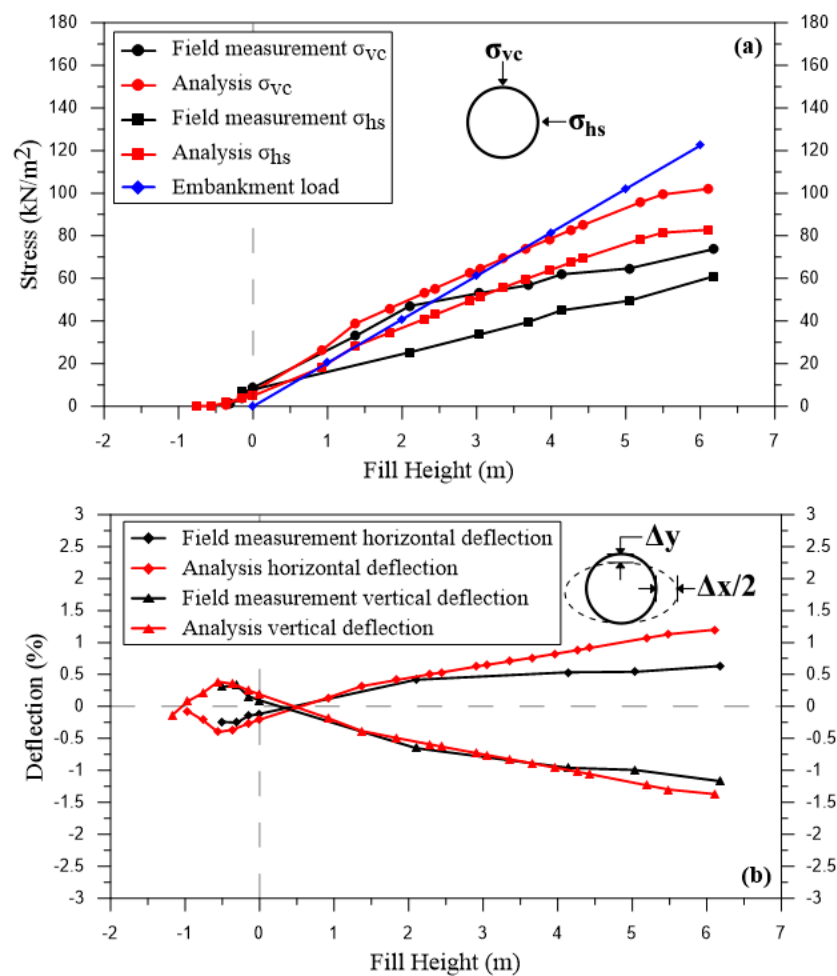 180
160
140
120
100
80
60
40
20
0
Stress (kN/m²)
Field measurement σvc
Analysis σvc
Field measurement σhs
Analysis σhs
Embankment load
σvc
σhs
(a)
180
160
140
120
100
80
60
40
20
0
-2 -1 0 1 2 3 4 5 6 7
Fill Height (m)
3
2.5
2
1.5
1
0.5
0
-0.5
-1
-1.5
-2
-2.5
-3
Deflection (%)
Field measurement horizontal deflection
Analysis horizontal deflection
Field measurement vertical deflection
Analysis vertical deflection
Δy
Δx/2
(b)
3
2.5
2
1.5
1
0.5
0
-0.5
-1
-1.5
-2
-2.5
-3
-2 -1 0 1 2 3 4 5 6 7
Fill Height (m)